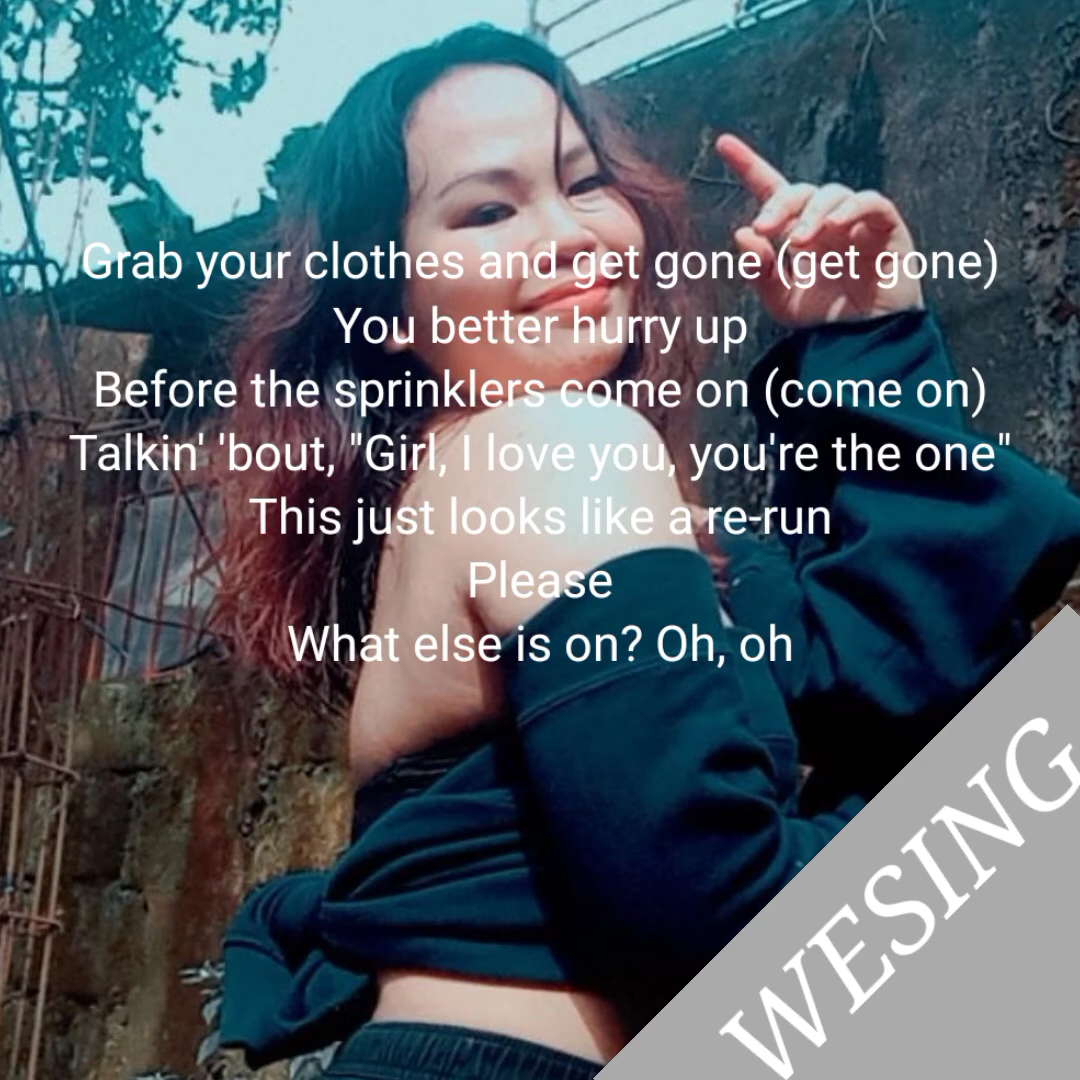 Grab your clothes and get gone (get gone)
You better hurry up
Before the sprinklers come on (come on)
Talkin' 'bout, "Girl, I love you, you're the one"
This just looks like a re-run
Please
What else is on? Oh, oh
WESING